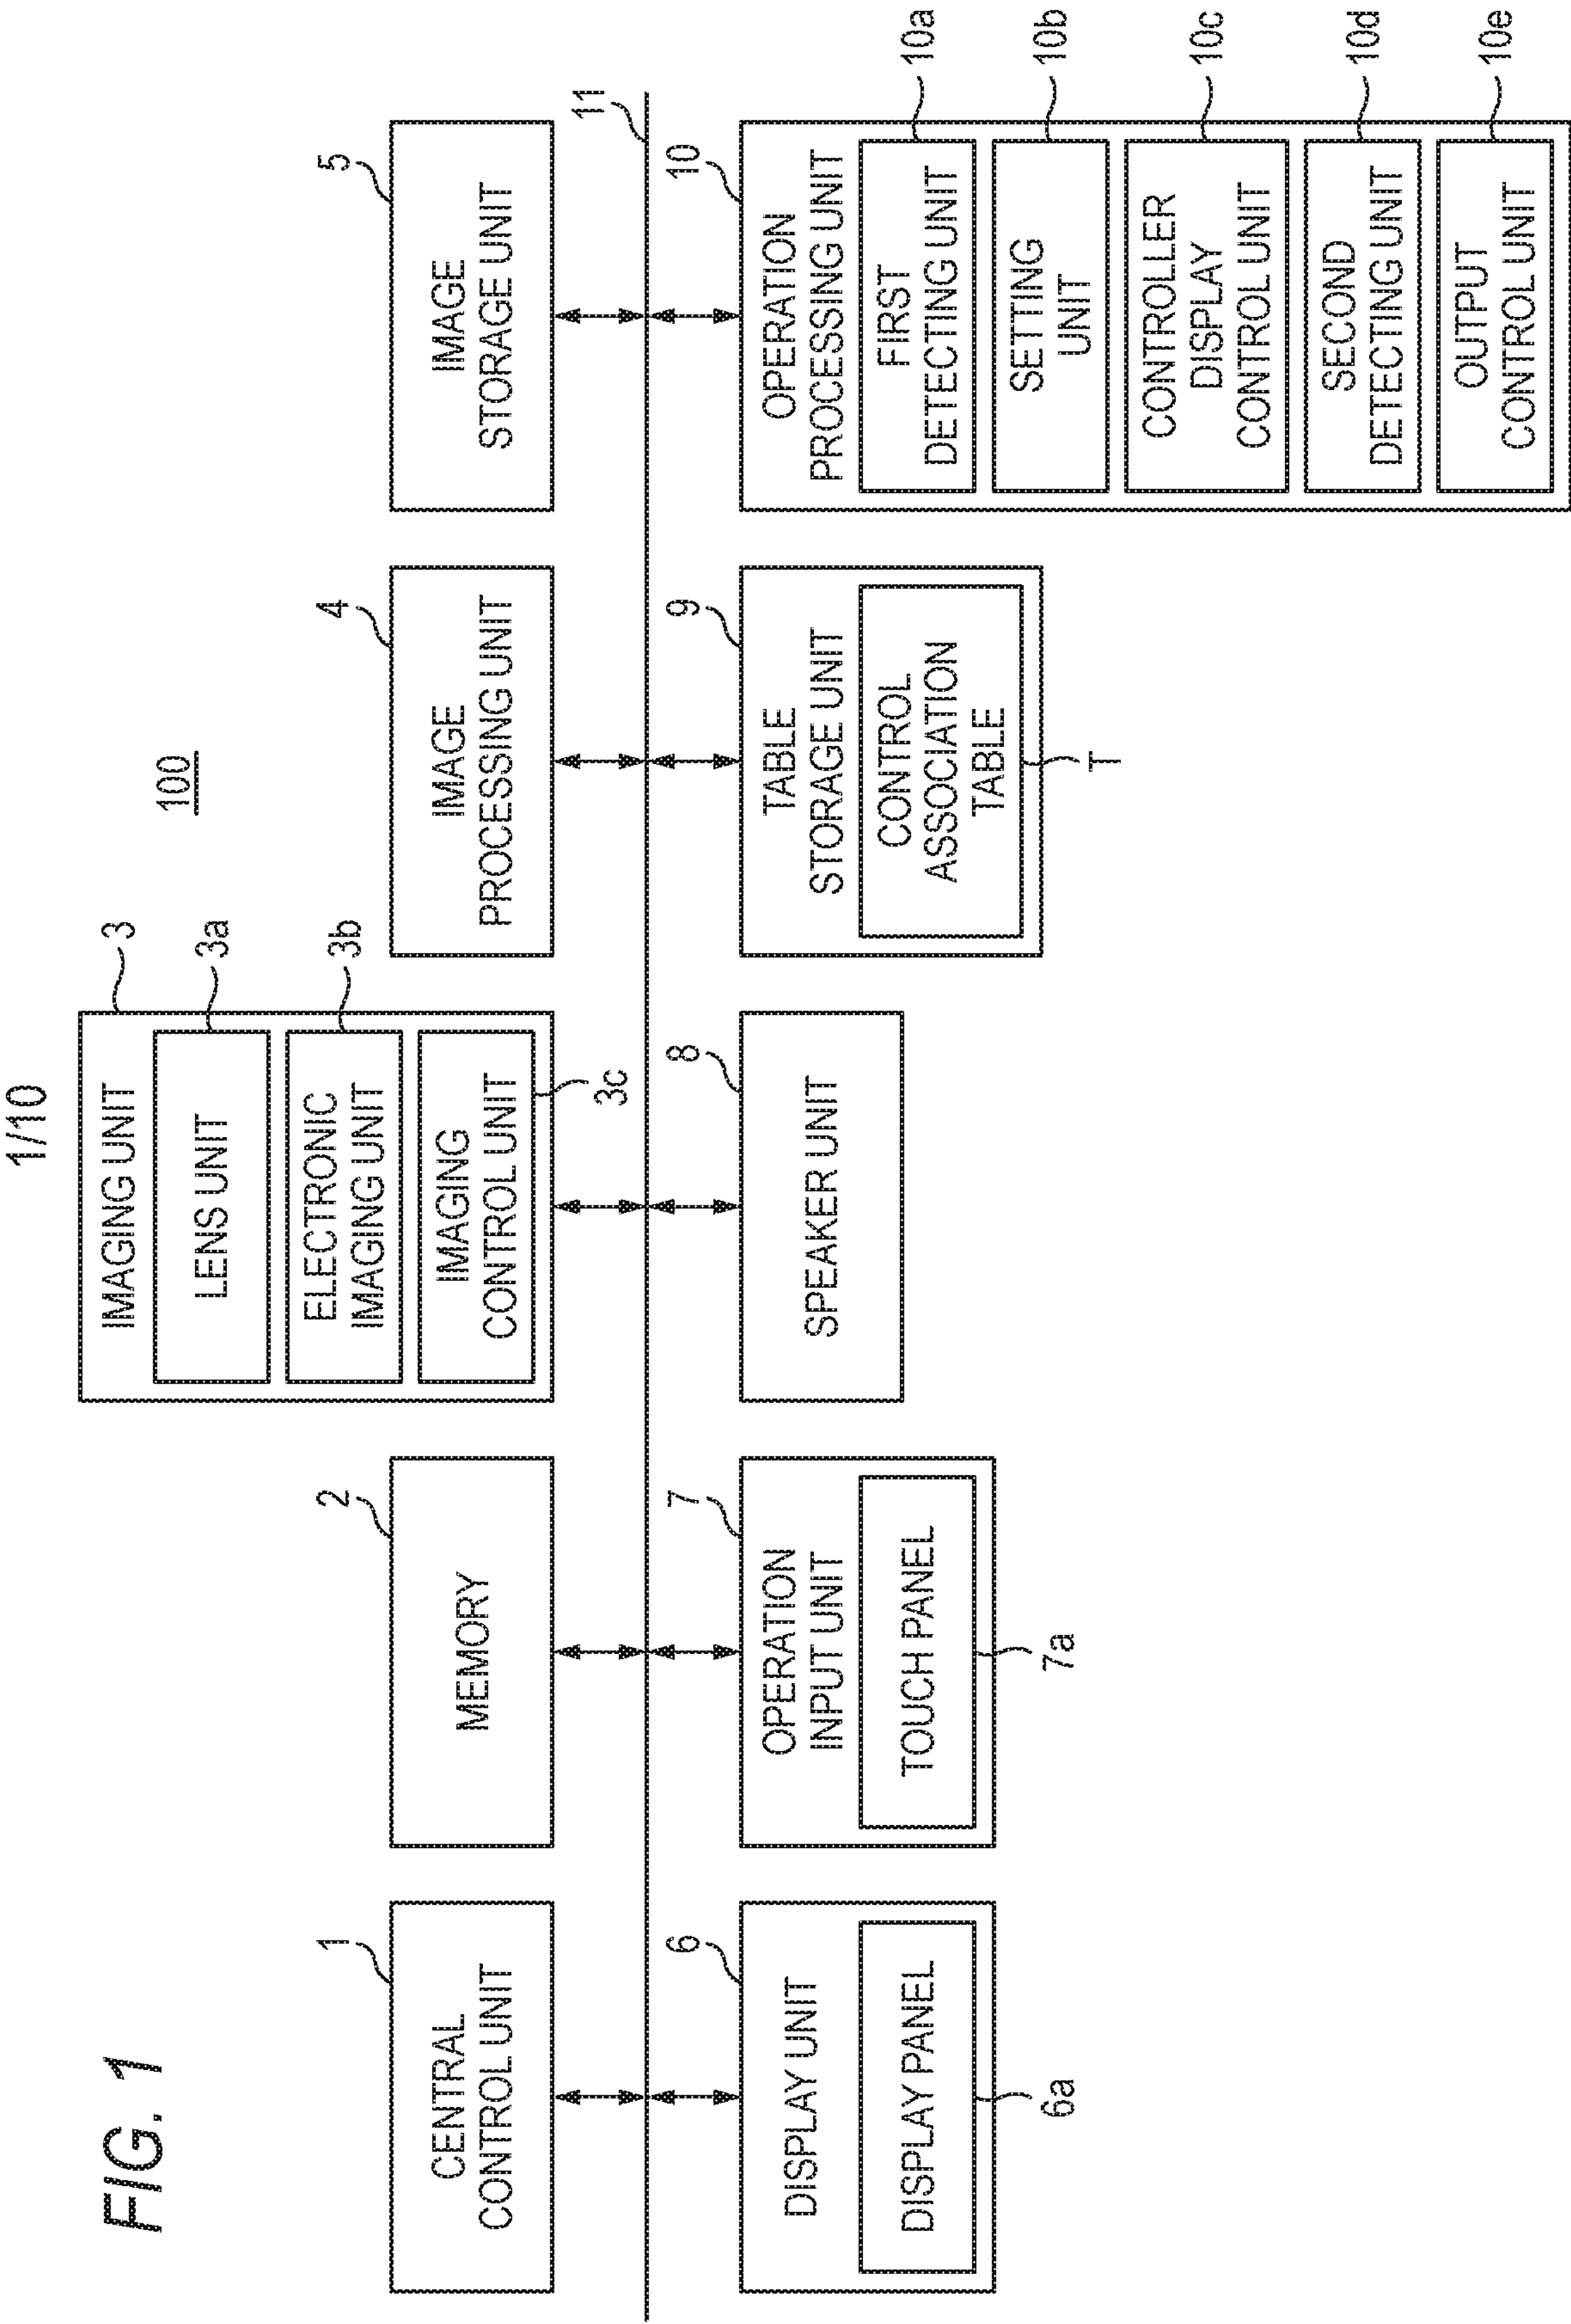 1/10
FIG. 1
100
3
IMAGING UNIT
3a
LENS UNIT
3b
ELECTRONIC
IMAGING UNIT
3c
IMAGING
CONTROL UNIT
1
CENTRAL
CONTROL UNIT
2
MEMORY
4
IMAGE
PROCESSING UNIT
5
IMAGE
STORAGE UNIT
11
6
DISPLAY UNIT
DISPLAY PANEL
6a
7
OPERATION
INPUT UNIT
TOUCH PANEL
7a
8
SPEAKER UNIT
9
TABLE
STORAGE UNIT
CONTROL
ASSOCIATION
TABLE
T
10
OPERATION
PROCESSING UNIT
FIRST
DETECTING UNIT
10a
SETTING
UNIT
10b
CONTROLLER
DISPLAY
CONTROL UNIT
10c
SECOND
DETECTING UNIT
10d
OUTPUT
CONTROL UNIT
10e